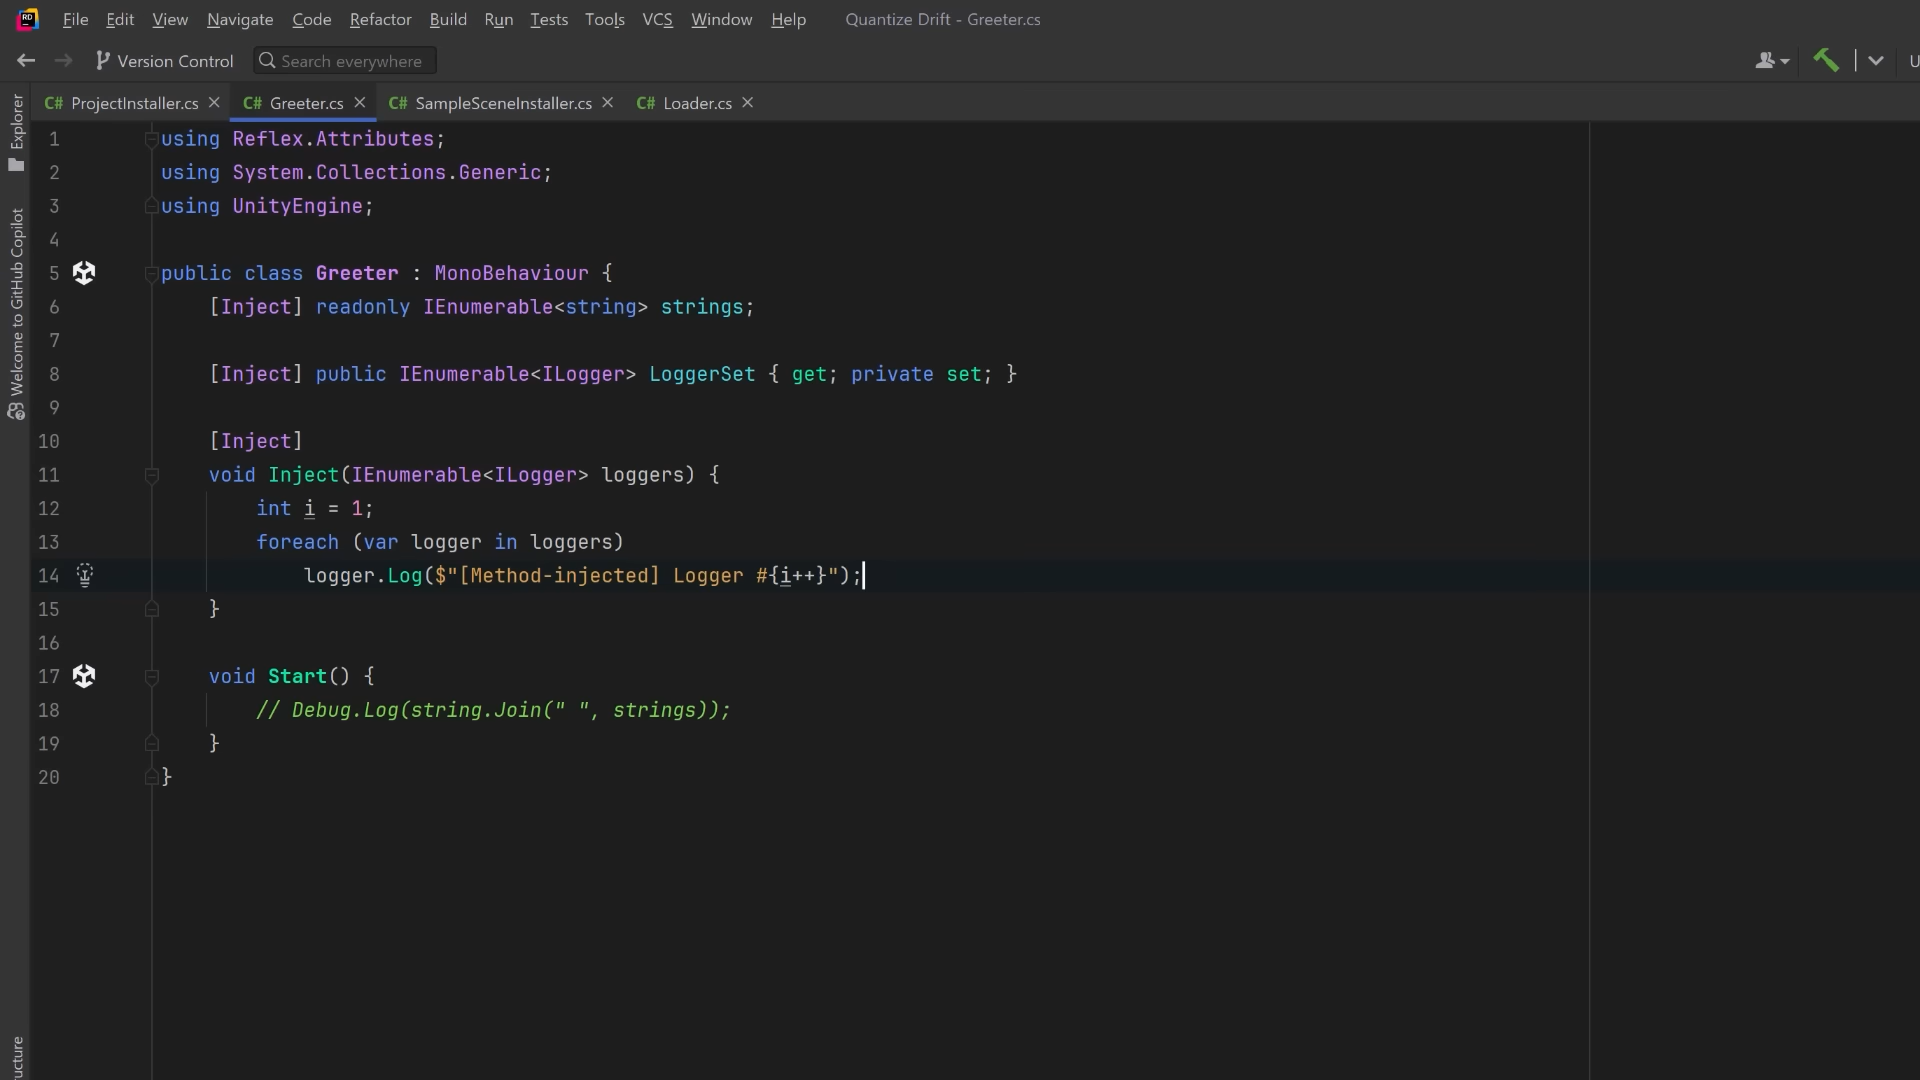 File Edit View Navigate Code Refactor Build Run Tests Tools VCS Window Help Quantize Drift - Greeter.cs
Version Control Search everywhere
C# ProjectInstaller.cs C# Greeter.cs C# SampleSceneInstaller.cs C# Loader.cs
Explorer
Welcome to GitHub Copilot
1 using Reflex.Attributes;
2 using System.Collections.Generic;
3 using UnityEngine;
4
5 public class Greeter : MonoBehaviour {
6 [Inject] readonly IEnumerable<string> strings;
7
8 [Inject] public IEnumerable<ILogger> LoggerSet { get; private set; }
9
10 [Inject]
11 void Inject(IEnumerable<ILogger> loggers) {
12 int i = 1;
13 foreach (var logger in loggers)
14 logger.Log($"[Method-injected] Logger #{i++}");
15 }
16
17 void Start() {
18 // Debug.Log(string.Join(" ", strings));
19 }
20 }